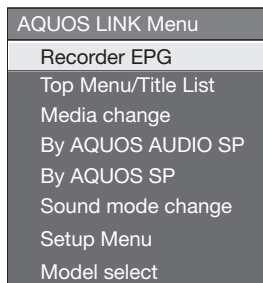 AQUOS LINK Menu
Recorder EPG
Top Menu/Title List
Media change
By AQUOS AUDIO SP
By AQUOS SP
Sound mode change
Setup Menu
Model select